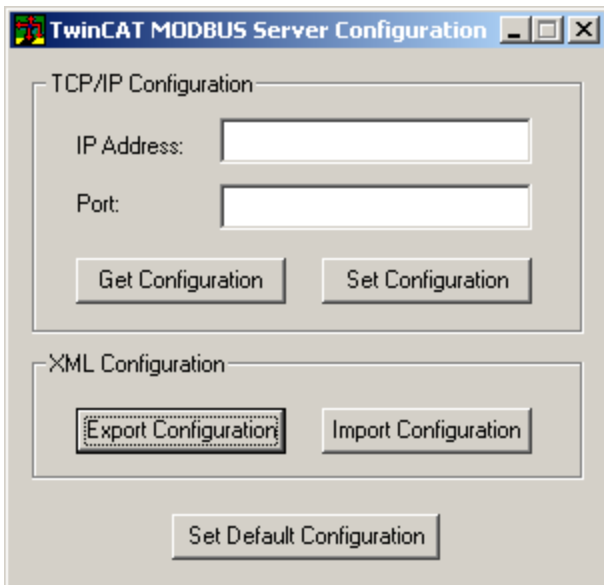 TwinCAT MODBUS Server Configuration
TCP/IP Configuration
IP Address:
Port:
Get Configuration Set Configuration
XML Configuration
Export Configuration Import Configuration
Set Default Configuration